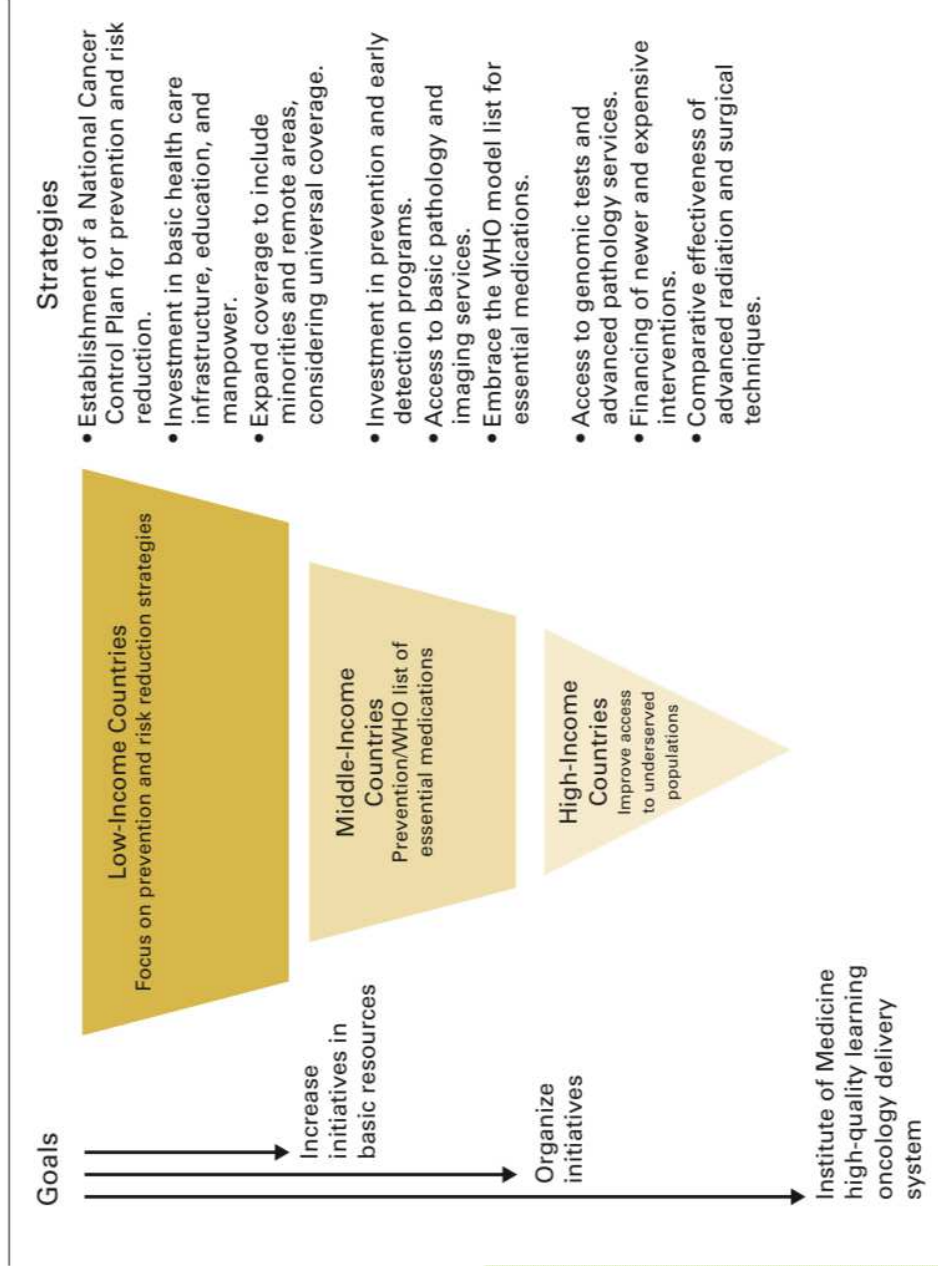 Goals
Strategies
Low-Income Countries
Focus on prevention and risk reduction strategies
• Establishment of a National Cancer
Control Plan for prevention and risk
reduction.
• Investment in basic health care
infrastructure, education, and
manpower.
• Expand coverage to include
minorities and remote areas,
considering universal coverage.
Increase
initiatives in
basic resources
Middle-Income
Countries
Prevention/WHO list of
essential medications
• Investment in prevention and early
detection programs.
• Access to basic pathology and
imaging services.
• Embrace the WHO model list for
essential medications.
Organize
initiatives
High-Income
Countries
Improve access
to underserved
populations
• Access to genomic tests and
advanced pathology services.
• Financing of newer and expensive
interventions.
• Comparative effectiveness of
advanced radiation and surgical
techniques.
Institute of Medicine
high-quality learning
oncology delivery
system